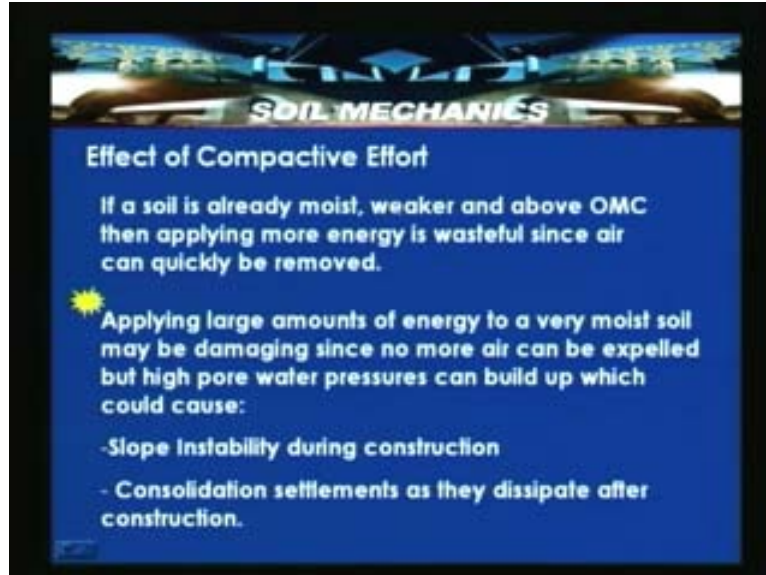 SOIL MECHANICS
Effect of Compactive Effort
If a soil is already moist, weaker and above OMC
then applying more energy is wasteful since air
can quickly be removed.
Applying large amounts of energy to a very moist soil
may be damaging since no more air can be expelled
but high pore water pressures can build up which
could cause:
-Slope Instability during construction
- Consolidation settlements as they dissipate after
construction.